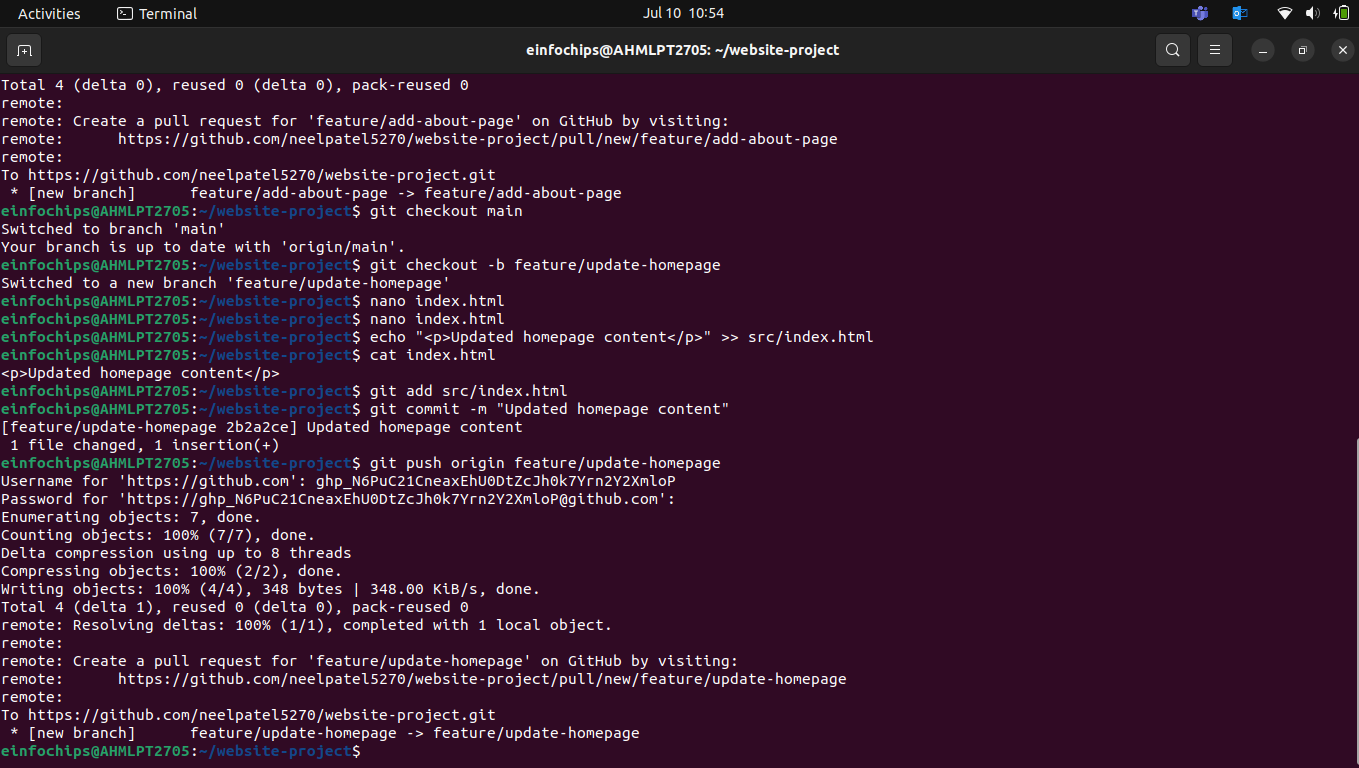 Activities Terminal Jul 10 10:54
einfochips@AHMLPT2705: ~/website-project
Total 4 (delta 0), reused 0 (delta 0), pack-reused 0
remote:
remote: Create a pull request for 'feature/add-about-page' on GitHub by visiting:
remote:      https://github.com/neelpatel5270/website-project/pull/new/feature/add-about-page
remote:
To https://github.com/neelpatel5270/website-project.git
 * [new branch]      feature/add-about-page -> feature/add-about-page
einfochips@AHMLPT2705:~/website-project$ git checkout main
Switched to branch 'main'
Your branch is up to date with 'origin/main'.
einfochips@AHMLPT2705:~/website-project$ git checkout -b feature/update-homepage
Switched to a new branch 'feature/update-homepage'
einfochips@AHMLPT2705:~/website-project$ nano index.html
einfochips@AHMLPT2705:~/website-project$ nano index.html
einfochips@AHMLPT2705:~/website-project$ echo "<p>Updated homepage content</p>" >> src/index.html
einfochips@AHMLPT2705:~/website-project$ cat index.html
<p>Updated homepage content</p>
einfochips@AHMLPT2705:~/website-project$ git add src/index.html
einfochips@AHMLPT2705:~/website-project$ git commit -m "Updated homepage content"
[feature/update-homepage 2b2a2ce] Updated homepage content
 1 file changed, 1 insertion(+)
einfochips@AHMLPT2705:~/website-project$ git push origin feature/update-homepage
Username for 'https://github.com': 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
Password for 'https://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@github.com':
Enumerating objects: 7, done.
Counting objects: 100% (7/7), done.
Delta compression using up to 8 threads
Compressing objects: 100% (2/2), done.
Writing objects: 100% (4/4), 348 bytes | 348.00 KiB/s, done.
Total 4 (delta 1), reused 0 (delta 0), pack-reused 0
remote: Resolving deltas: 100% (1/1), completed with 1 local object.
remote:
remote: Create a pull request for 'feature/update-homepage' on GitHub by visiting:
remote:      https://github.com/neelpatel5270/website-project/pull/new/feature/update-homepage
remote:
To https://github.com/neelpatel5270/website-project.git
 * [new branch]      feature/update-homepage -> feature/update-homepage
einfochips@AHMLPT2705:~/website-project$